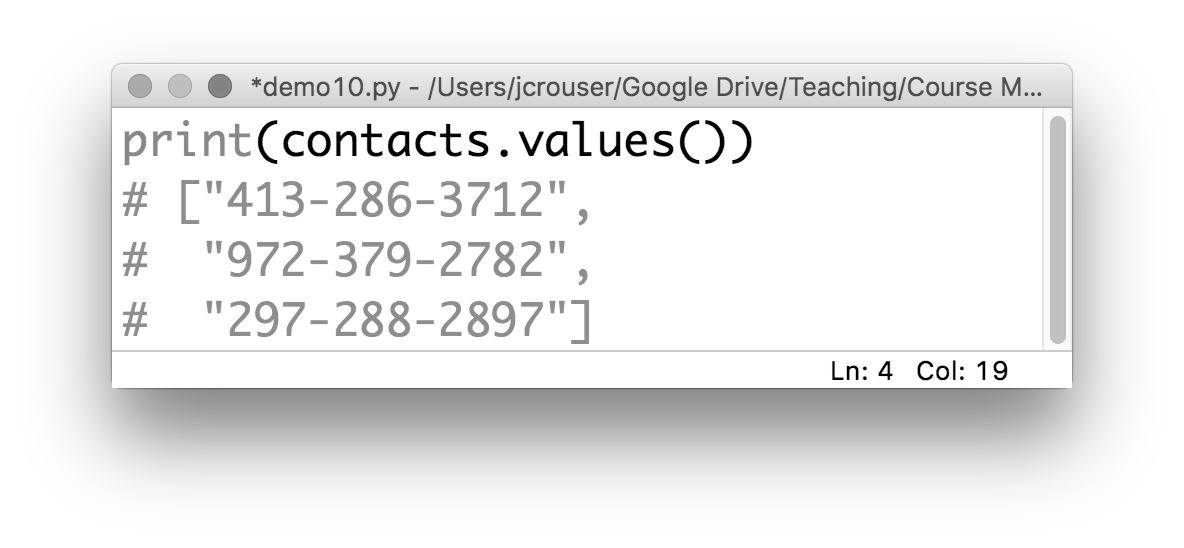 *demo10.py - /Users/jcrouser/Google Drive/Teaching/Course M...
print(contacts.values())
# ["413-286-3712",
#  "972-379-2782",
#  "297-288-2897"]
Ln: 4 Col: 19